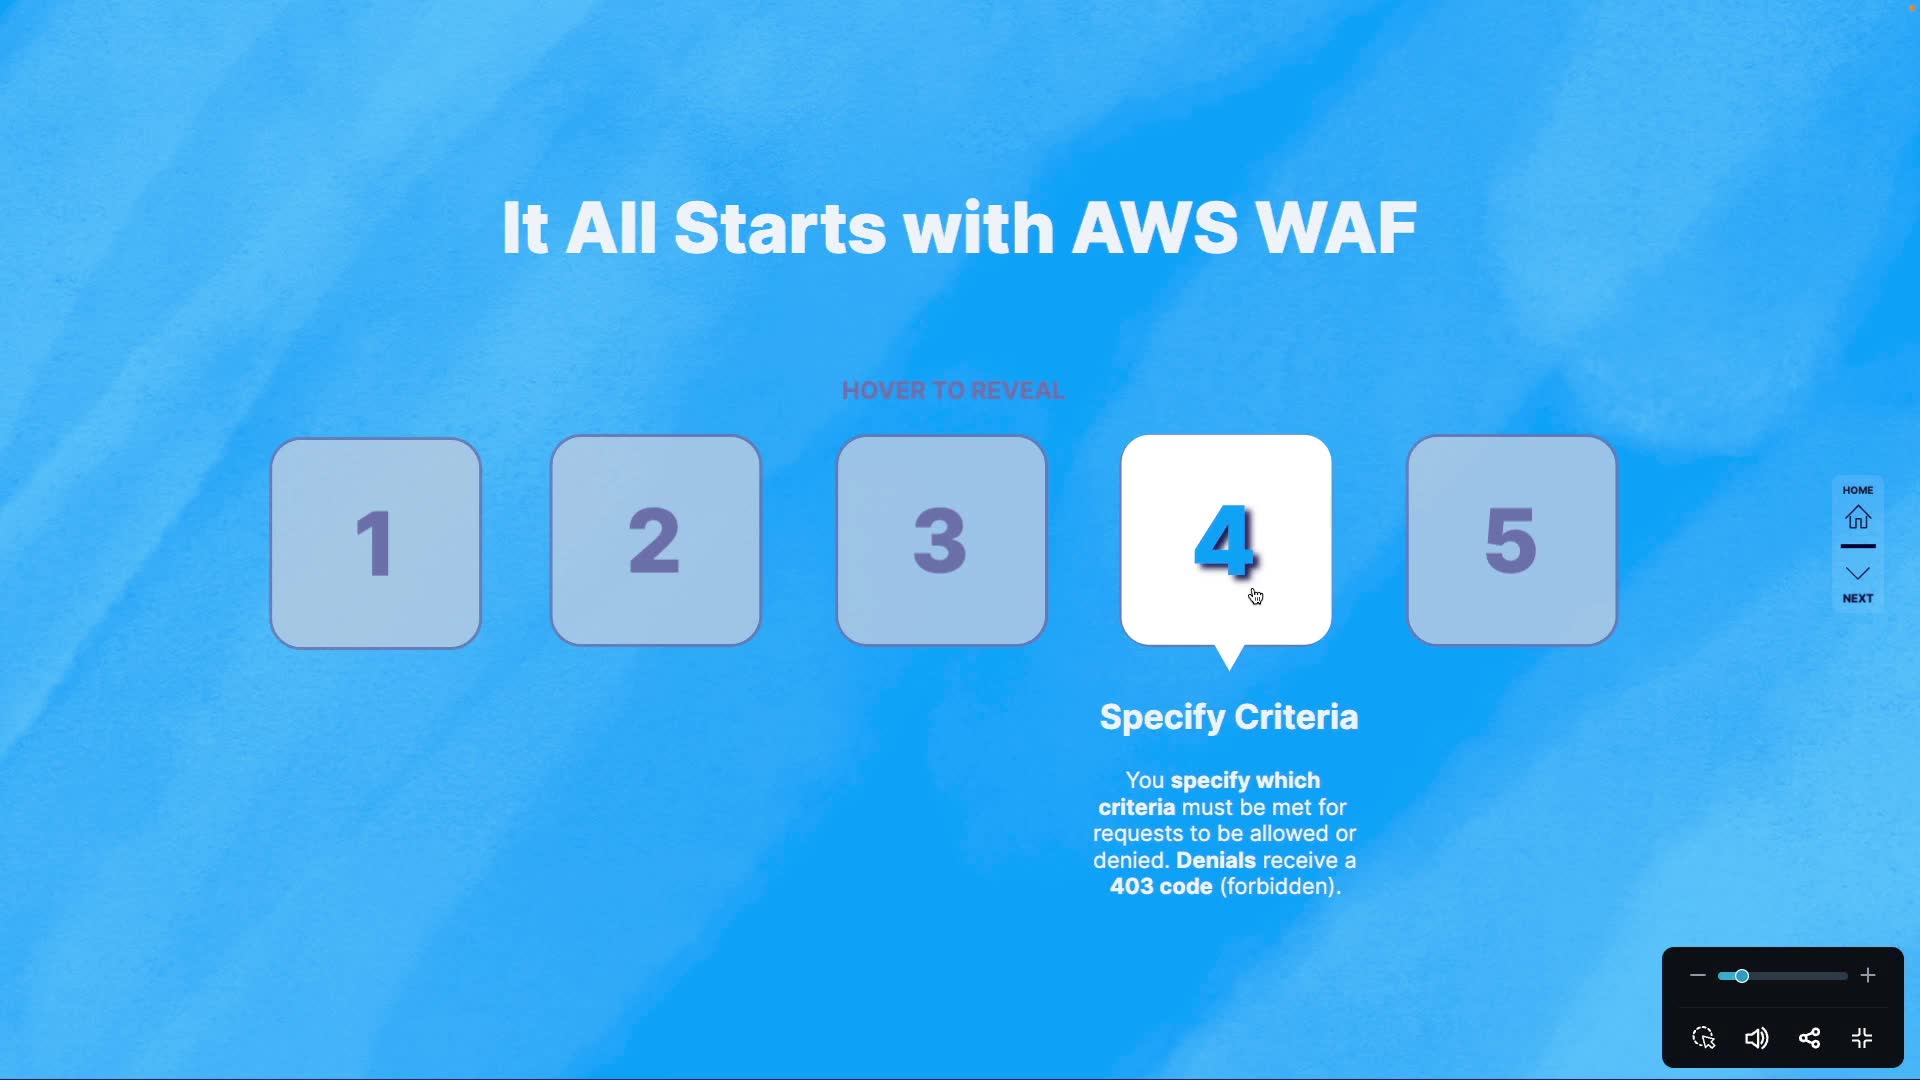 It All Starts with AWS WAF
HOVER TO REVEAL
1
2
3
4
5
Specify Criteria
You specify which
criteria must be met for
requests to be allowed or
denied. Denials receive a
403 code (forbidden).
HOME
NEXT